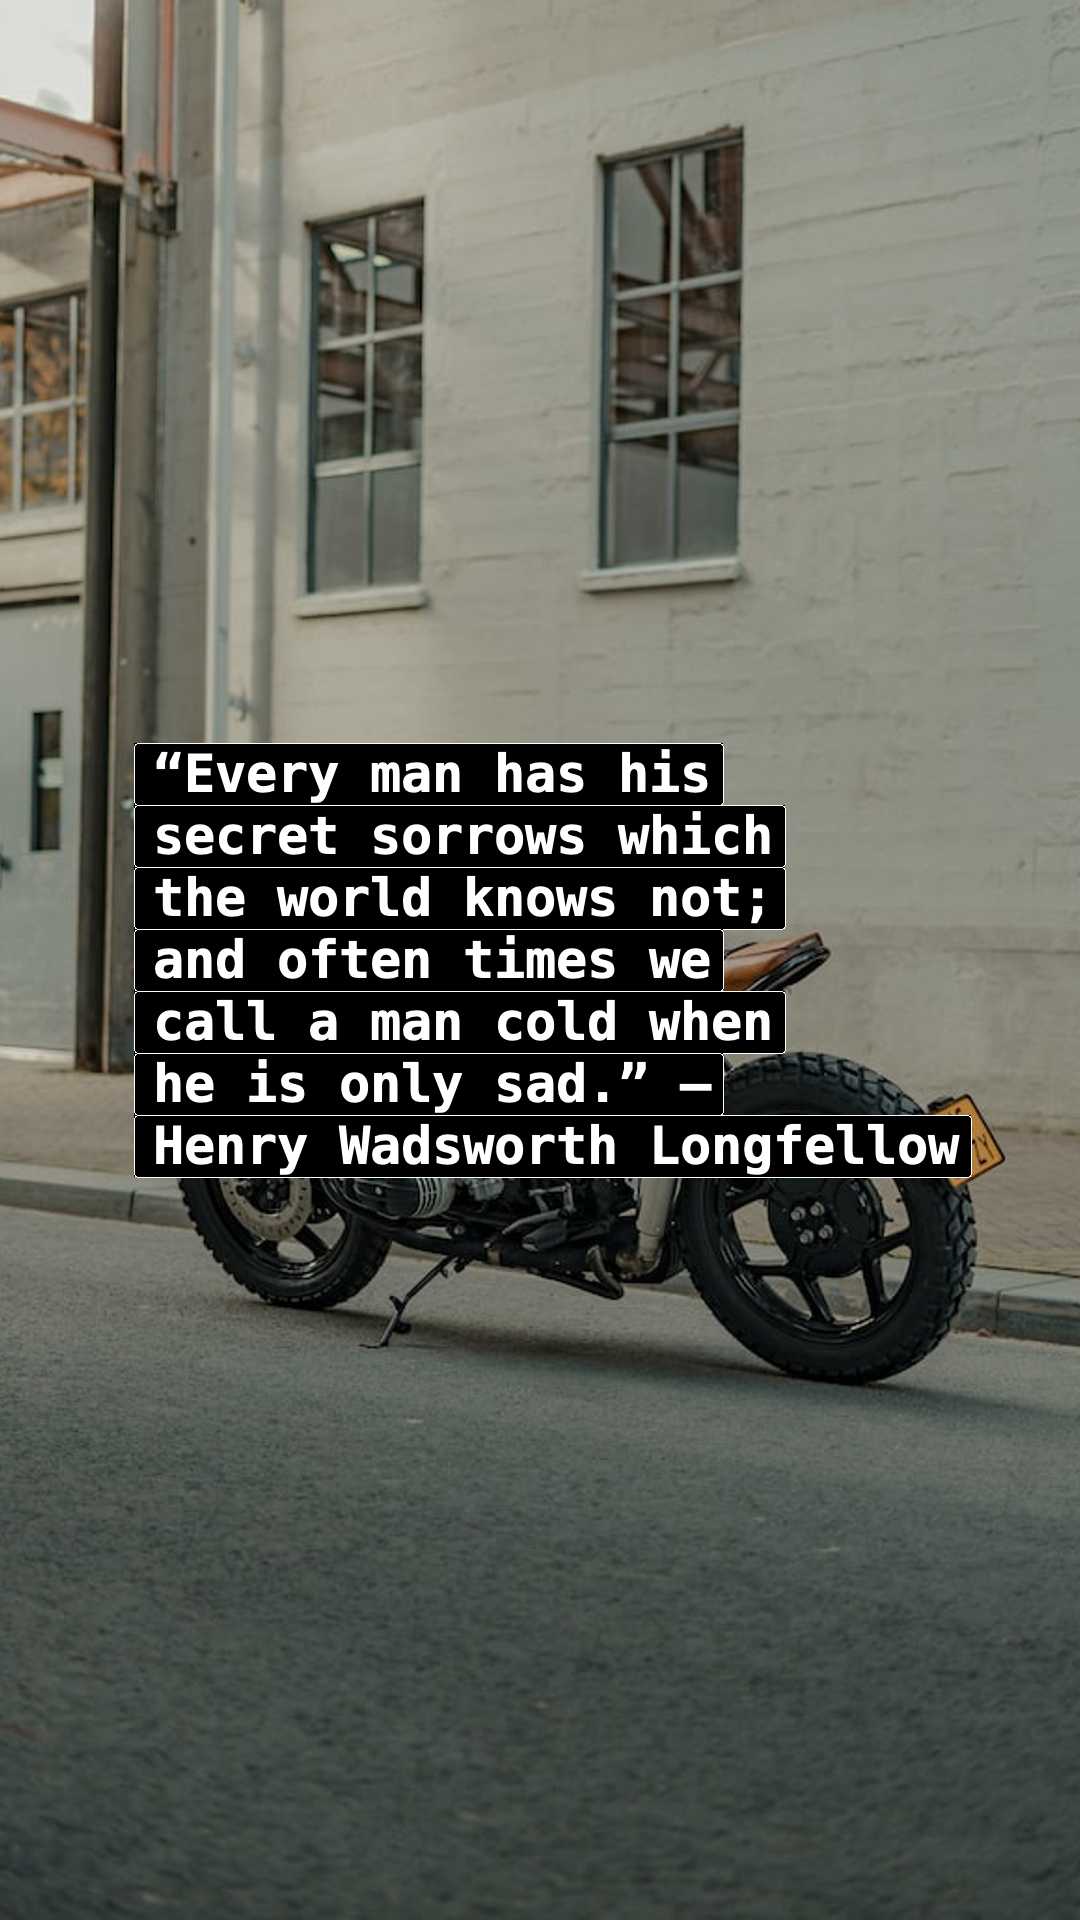 “Every man has his
secret sorrows which
the world knows not;
and often times we
call a man cold when
he is only sad.” —
Henry Wadsworth Longfellow